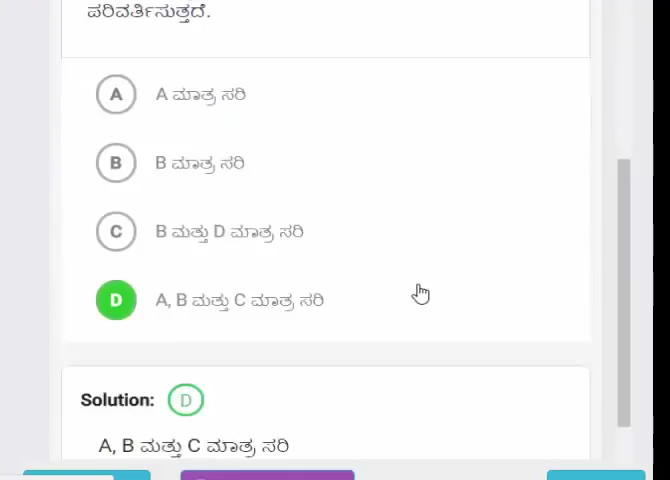 ಪರಿವರ್ತಿಸುತ್ತದೆ.
A A ಮಾತ್ರ ಸರಿ
B B ಮಾತ್ರ ಸರಿ
C B ಮತ್ತು D ಮಾತ್ರ ಸರಿ
D A, B ಮತ್ತು C ಮಾತ್ರ ಸರಿ
Solution: D
A, B ಮತ್ತು C ಮಾತ್ರ ಸರಿ